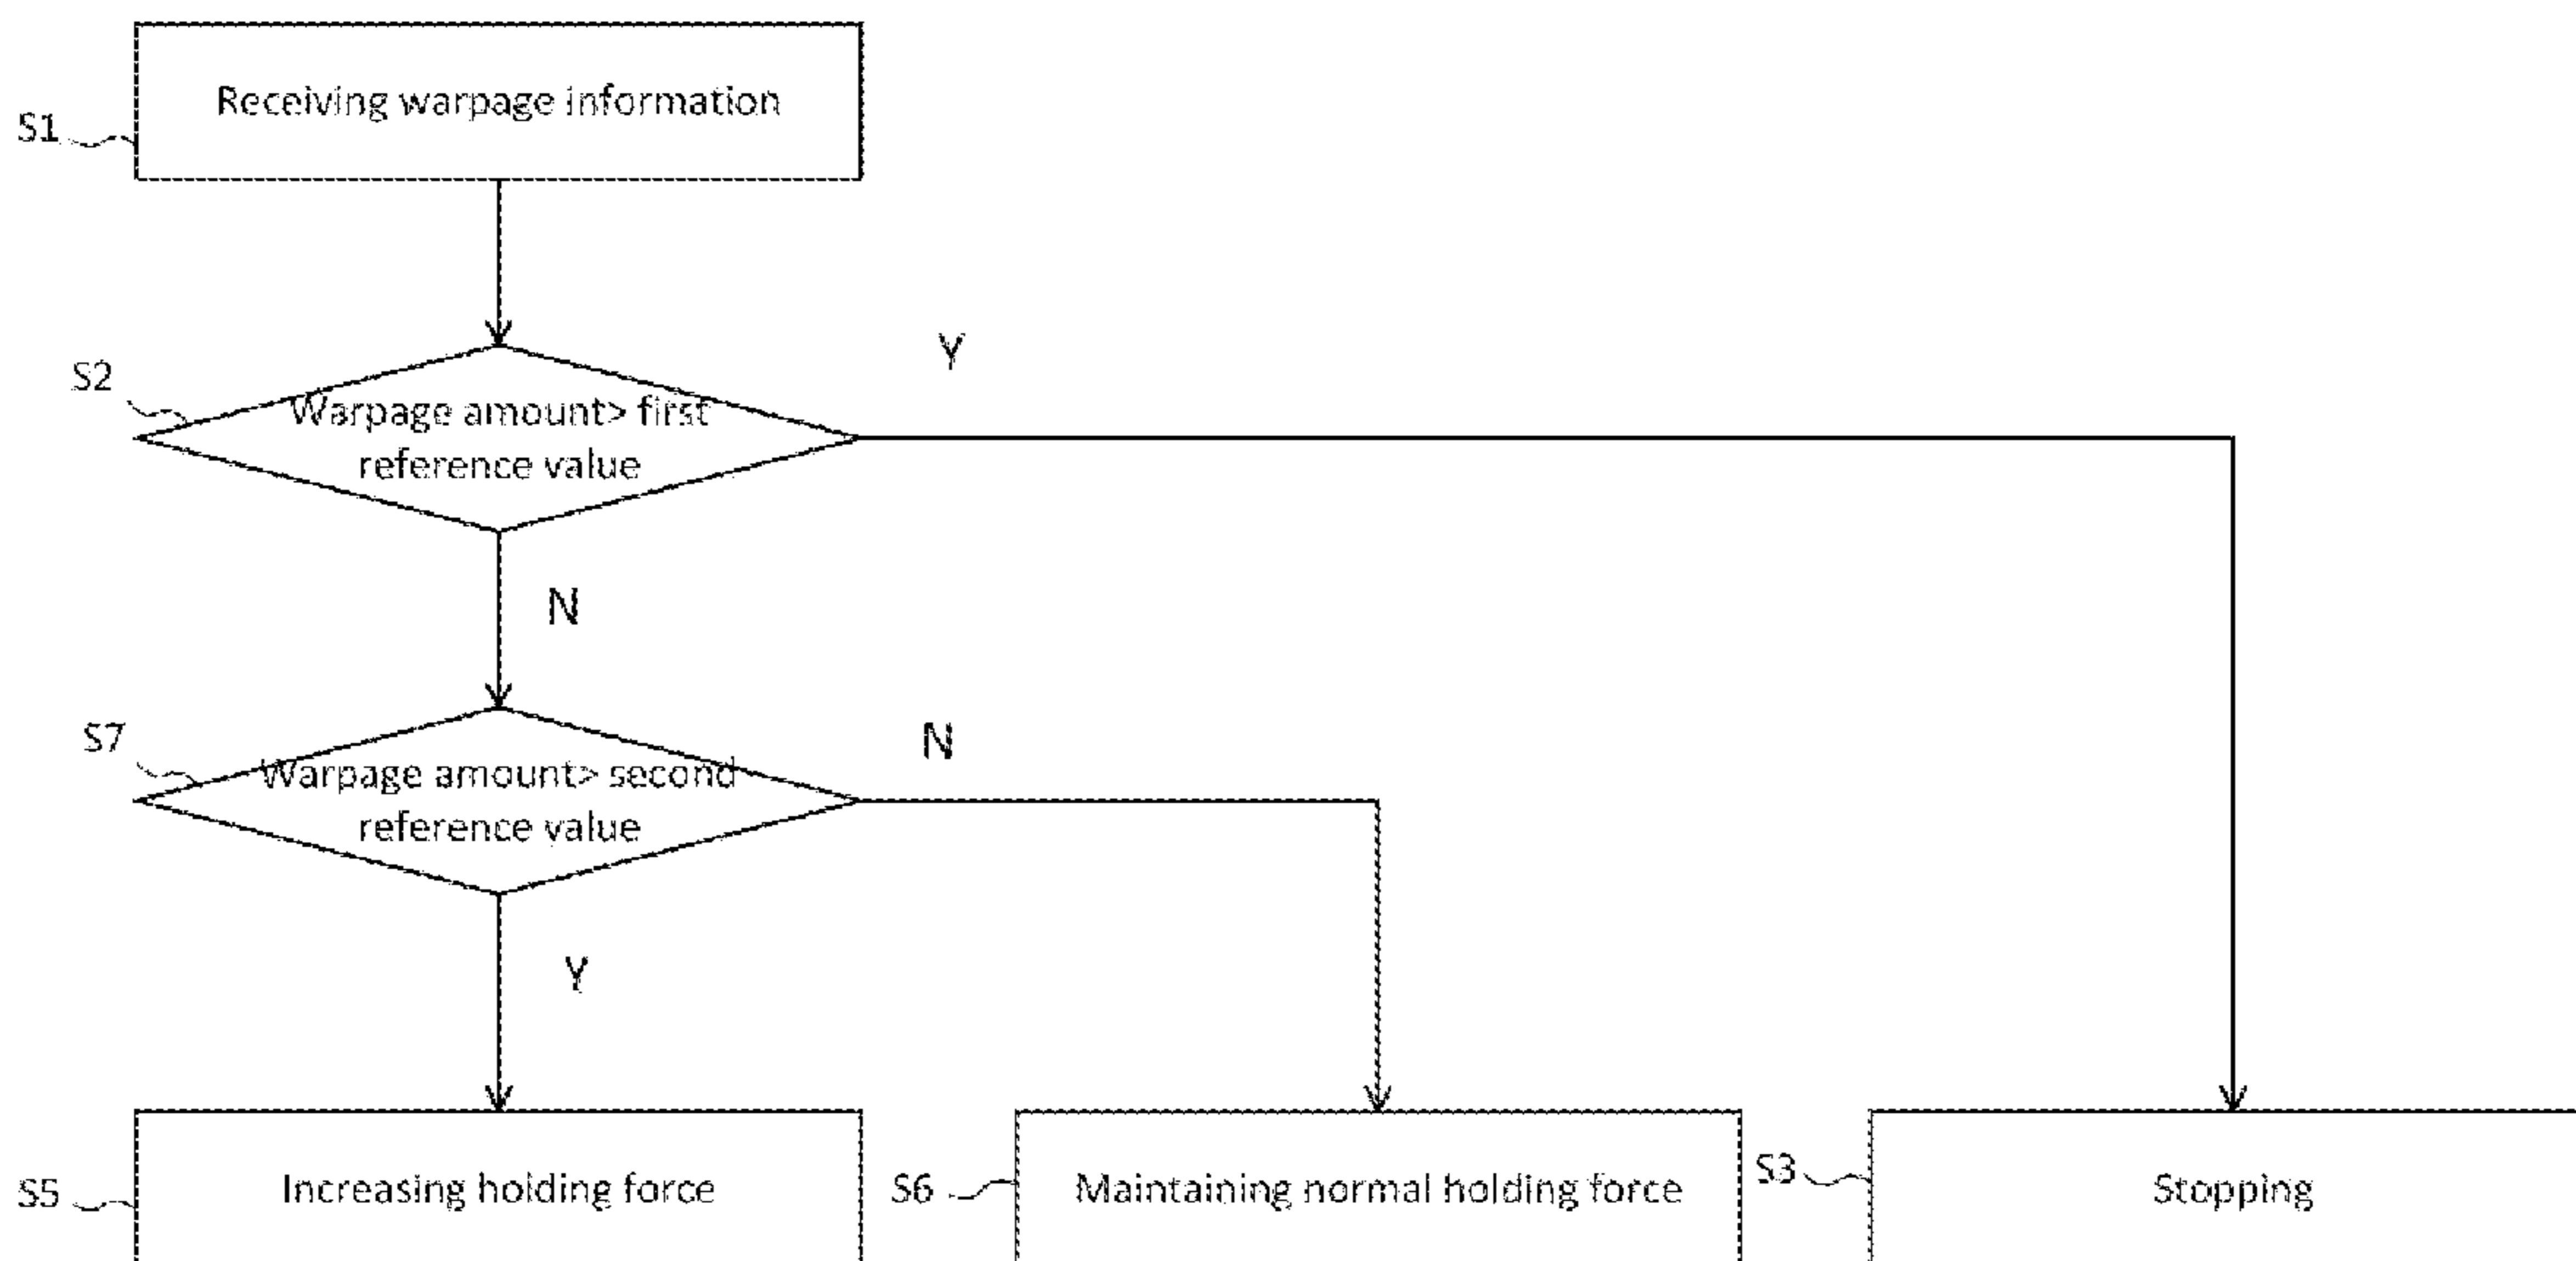 Receiving warpage information
S1
Y
S2
Warpage amount> first
reference value
N
S7
N
Warpage amount> second
reference value
Y
S5
Increasing holding force
S6
Maintaining normal holding force
S3
Stopping